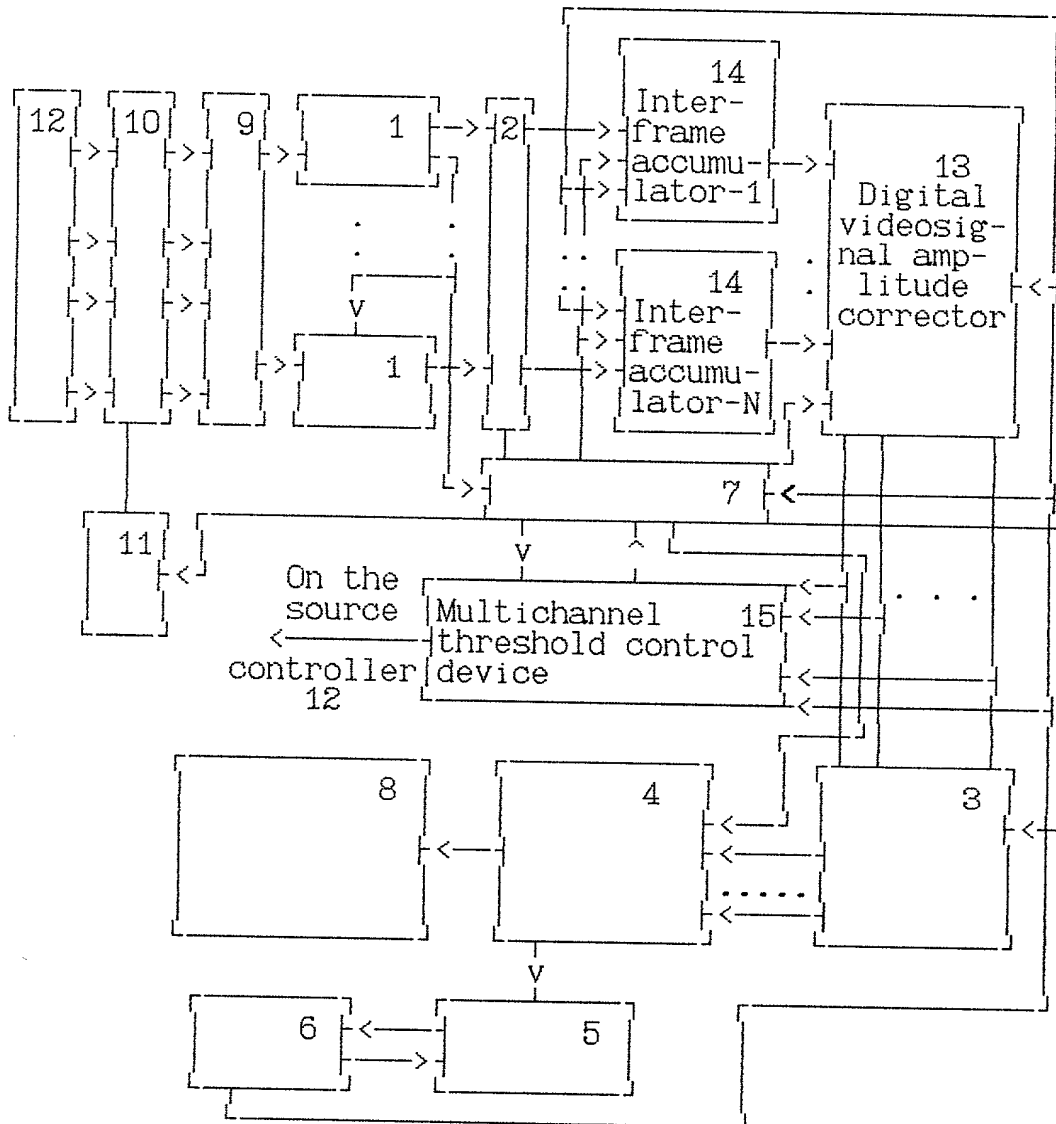 12
10
9
1
2
14
Inter-
frame
accumu-
lator-1
13
Digital
videosig-
nal amp-
litude
corrector
1
14
Inter-
frame
accumu-
lator-N
7
11
On the
source
controller
12
Multichannel 15
threshold control
device
8
4
3
6
5